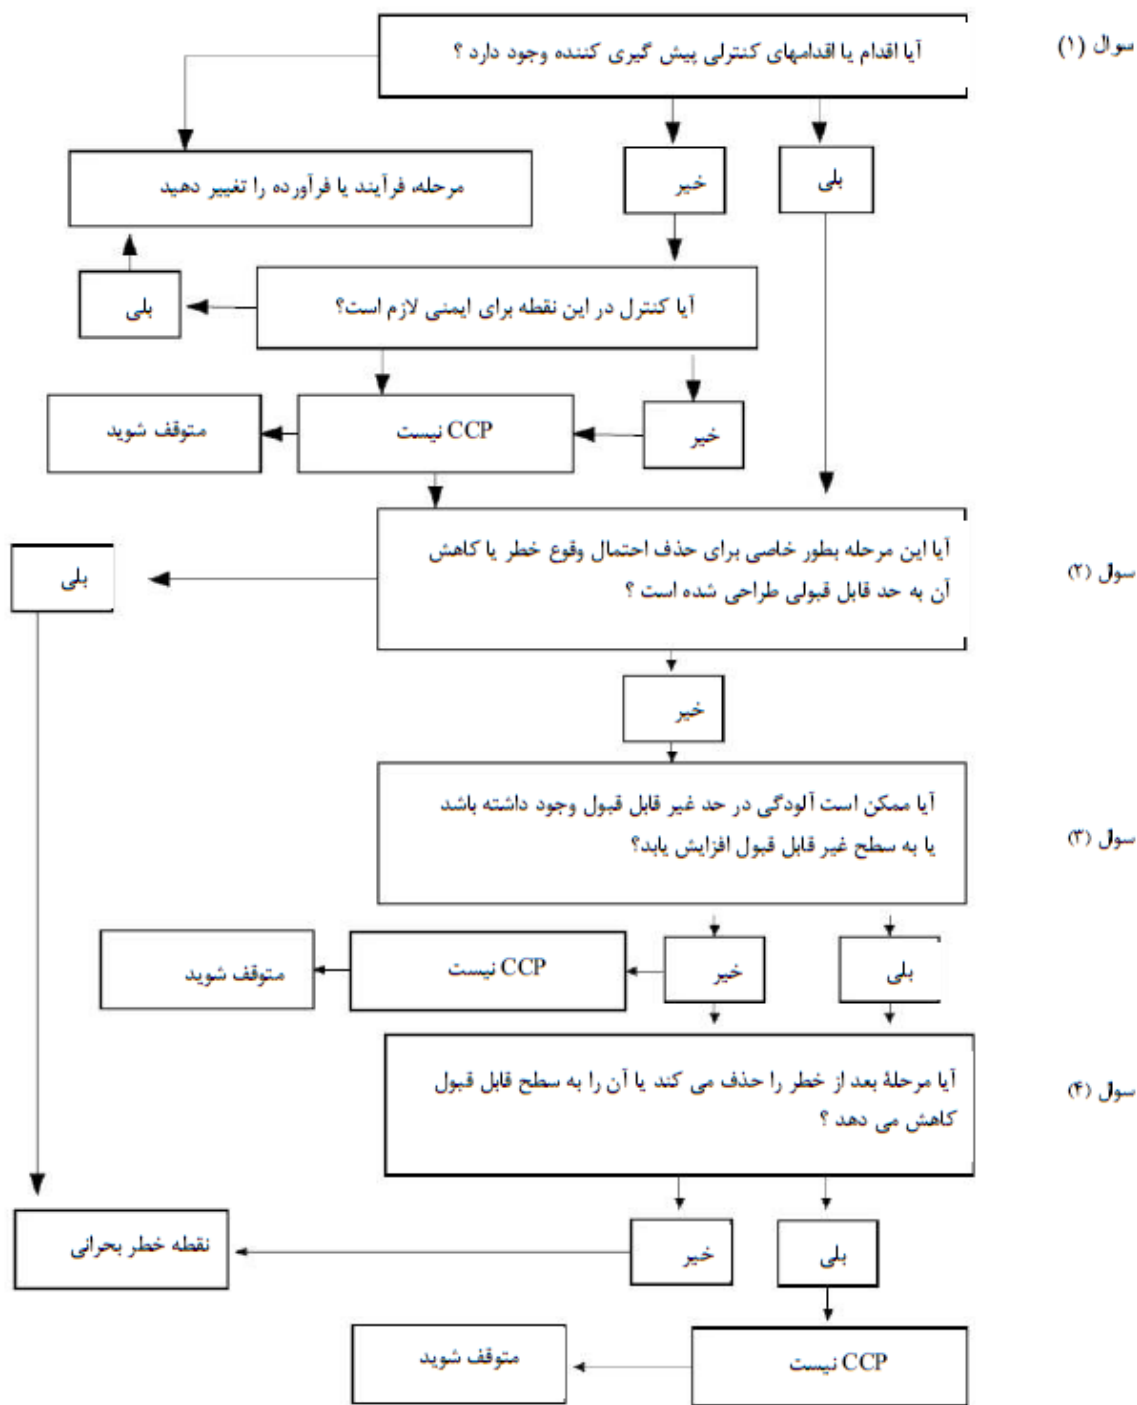 سوال (۱)
آیا اقدام یا اقدامهای کنترلی پیش گیری کننده وجود دارد ؟
بلی
خیر
مرحله، فرآیند یا فرآورده را تغییر دهید
آیا کنترل در این نقطه برای ایمنی لازم است؟
بلی
خیر
CCP نیست
متوقف شوید
سوال (۲)
آیا این مرحله بطور خاصی برای حذف احتمال وقوع خطر یا کاهش
آن به حد قابل قبولی طراحی شده است ؟
بلی
خیر
سوال (۳)
آیا ممکن است آلودگی در حد غیر قابل قبول وجود داشته باشد
یا به سطح غیر قابل قبول افزایش یابد؟
بلی
خیر
CCP نیست
متوقف شوید
سوال (۴)
آیا مرحلۀ بعد از خطر را حذف می کند یا آن را به سطح قابل قبول
کاهش می دهد ؟
بلی
خیر
نقطه خطر بحرانی
CCP نیست
متوقف شوید